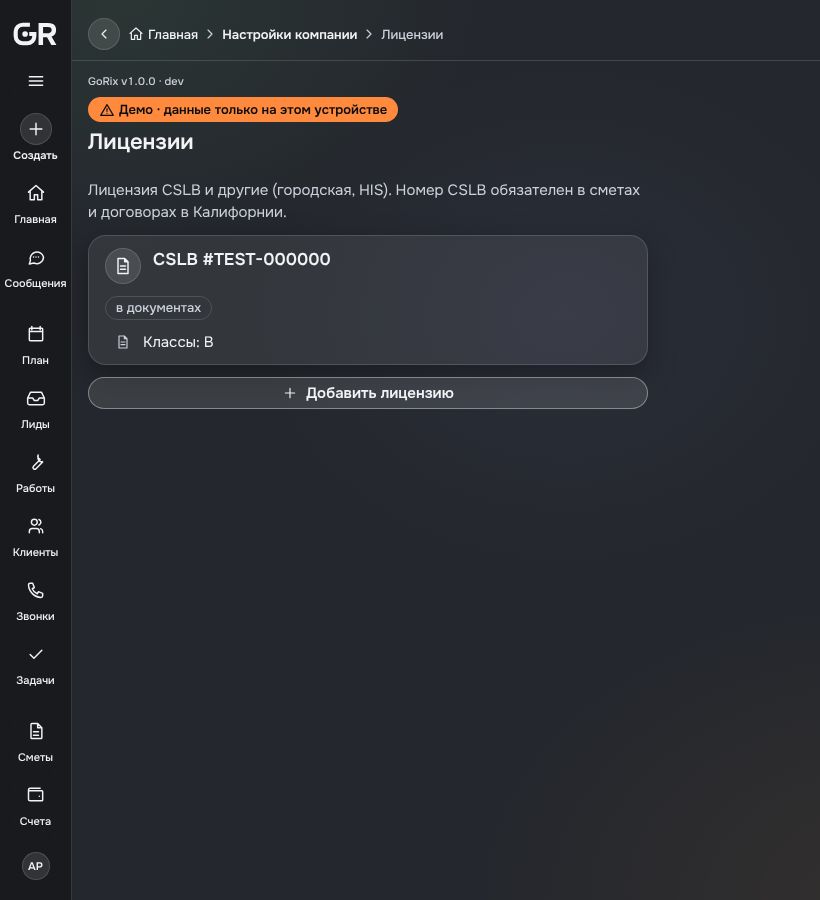 GR
Главная
Настройки компании
Лицензии
GoRix v1.0.0 · dev
Демо · данные только на этом устройстве
Лицензии
Лицензия CSLB и другие (городская, HIS). Номер CSLB обязателен в сметах
и договорах в Калифорнии.
CSLB #TEST-000000
в документах
Классы: B
Добавить лицензию
Создать
Главная
Сообщения
План
Лиды
Работы
Клиенты
Звонки
Задачи
Сметы
Счета
AP